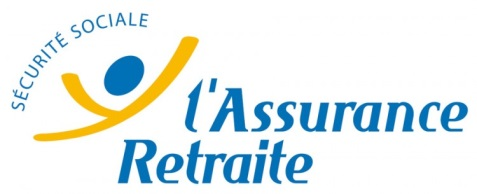 SÉCURITÉ SOCIALE
l'Assurance
Retraite